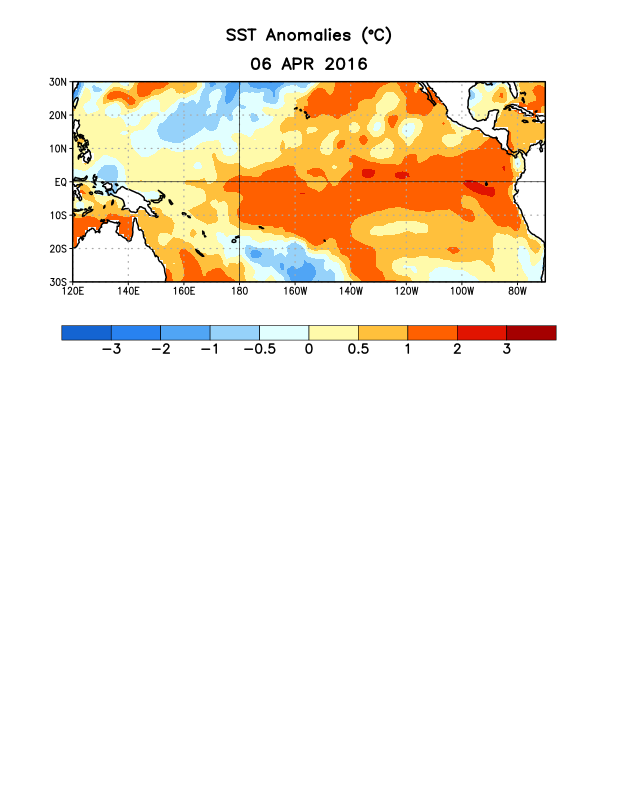 SST Anomalies (°C)
06 APR 2016
30N
20N
10N
EQ
10S
20S
30S
120E 140E 160E 180 160W 140W 120W 100W 80W
−3 −2 −1 −0.5 0 0.5 1 2 3